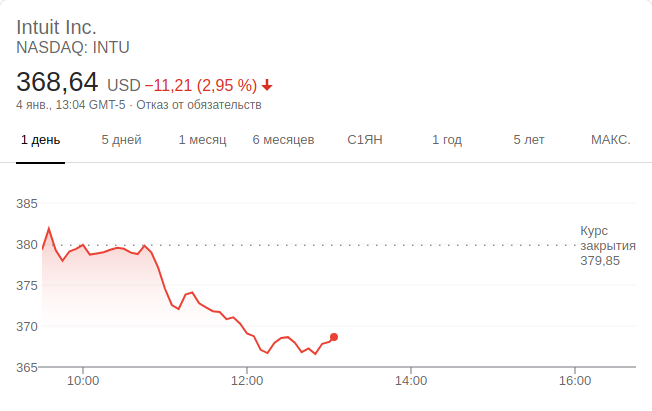 Intuit Inc.
NASDAQ: INTU
368,64 USD −11,21 (2,95 %)
4 янв., 13:04 GMT-5 · Отказ от обязательств
1 день 5 дней 1 месяц 6 месяцев С1ЯН 1 год 5 лет МАКС.
385
380
375
370
365
Курс
закрытия
379,85
10:00 12:00 14:00 16:00